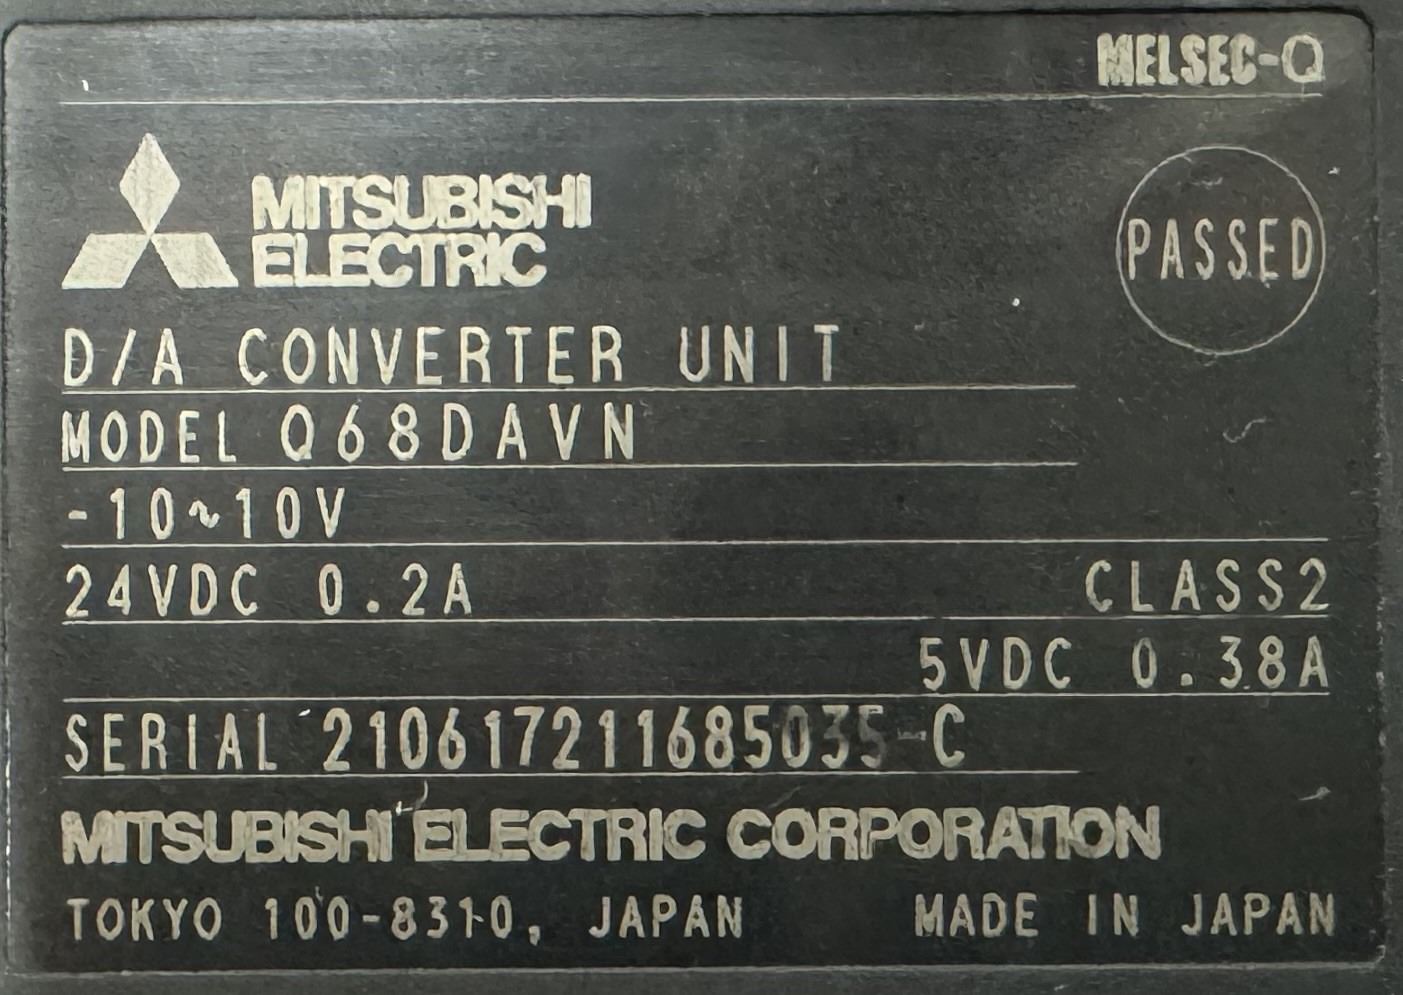 MELSEC-Q
MITSUBISHI
ELECTRIC
PASSED
D/A CONVERTER UNIT
MODEL Q68DAVN
-10~10V
24VDC 0.2A CLASS2
5VDC 0.38A
SERIAL 210617211685035-C
MITSUBISHI ELECTRIC CORPORATION
TOKYO 100-8310, JAPAN MADE IN JAPAN